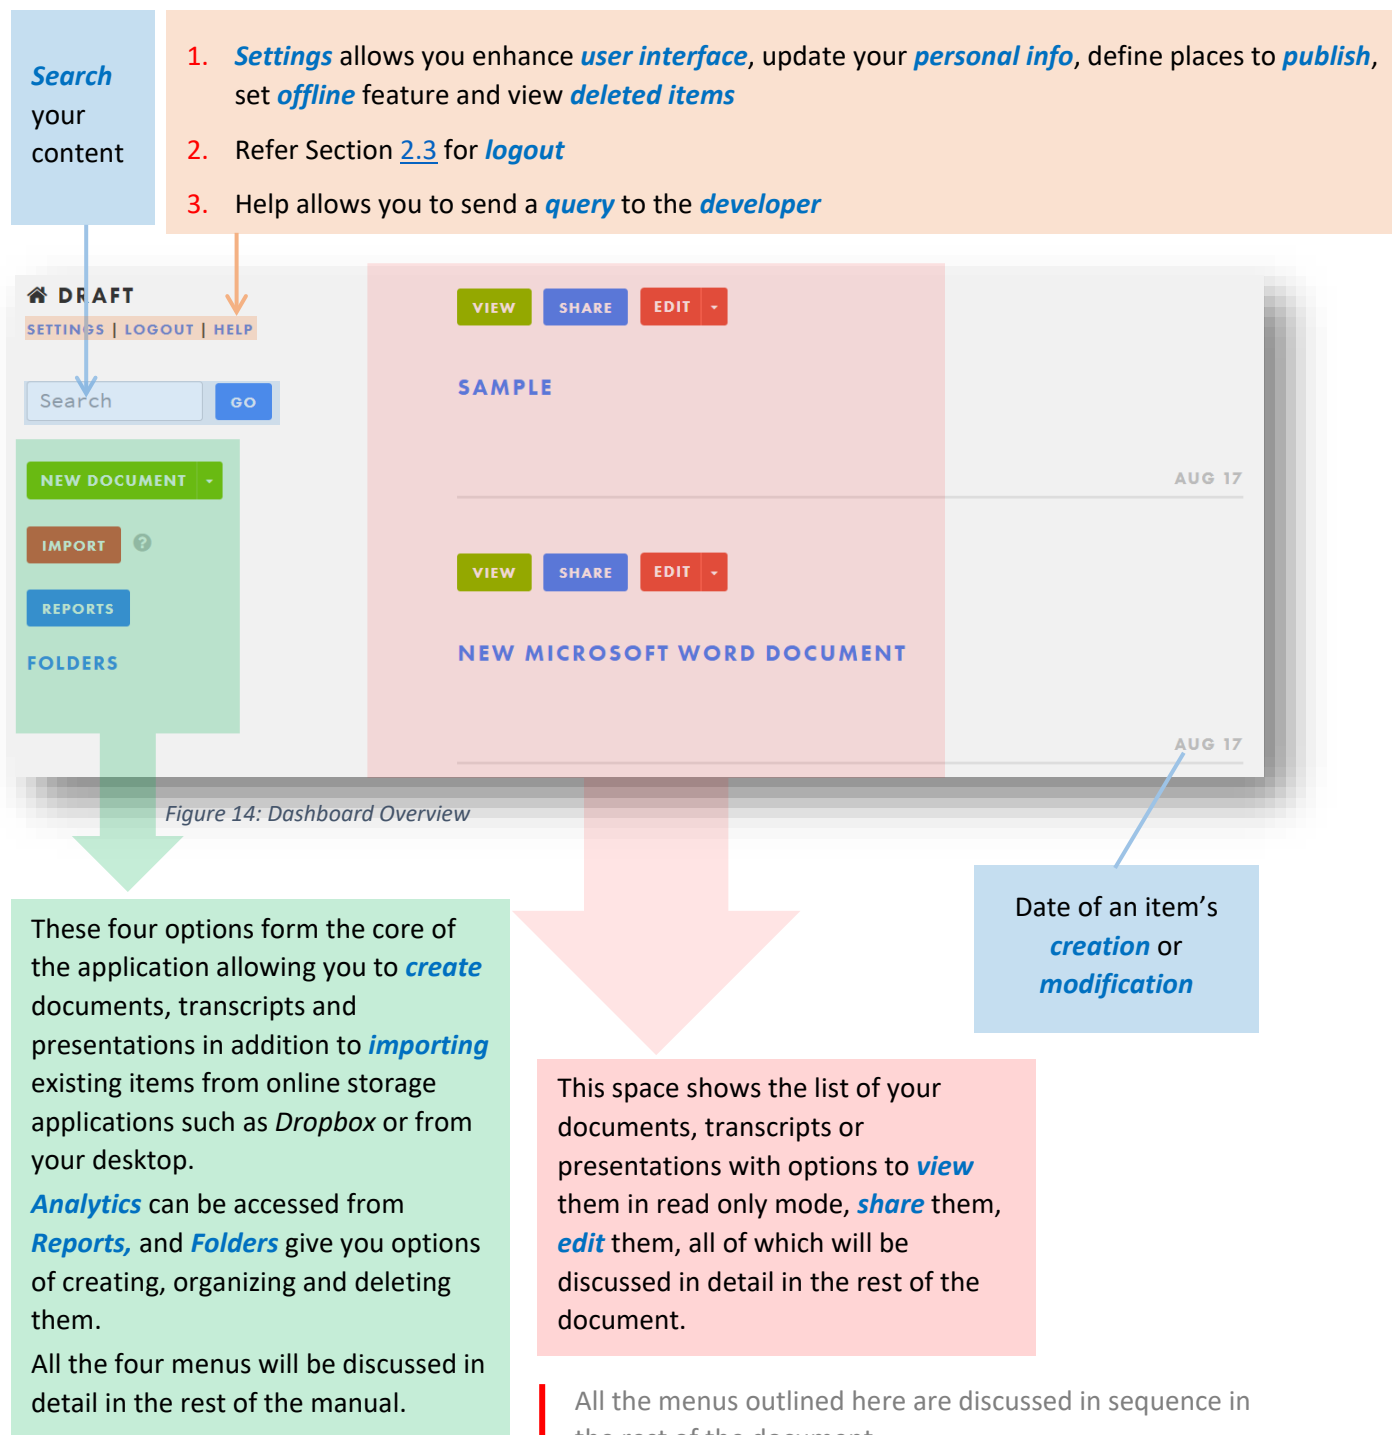 Search
your
content
1. Settings allows you enhance user interface, update your personal info, define places to publish,
set offline feature and view deleted items
2. Refer Section 2.3 for logout
3. Help allows you to send a query to the developer
DRAFT
SETTINGS | LOGOUT | HELP
Search GO
NEW DOCUMENT
IMPORT ?
REPORTS
FOLDERS
VIEW SHARE EDIT
SAMPLE
AUG 17
VIEW SHARE EDIT
NEW MICROSOFT WORD DOCUMENT
AUG 17
Figure 14: Dashboard Overview
These four options form the core of
the application allowing you to create
documents, transcripts and
presentations in addition to importing
existing items from online storage
applications such as Dropbox or from
your desktop.
Analytics can be accessed from
Reports, and Folders give you options
of creating, organizing and deleting
them.
All the four menus will be discussed in
detail in the rest of the manual.
This space shows the list of your
documents, transcripts or
presentations with options to view
them in read only mode, share them,
edit them, all of which will be
discussed in detail in the rest of the
document.
Date of an item’s
creation or
modification
All the menus outlined here are discussed in sequence in
the rest of the document